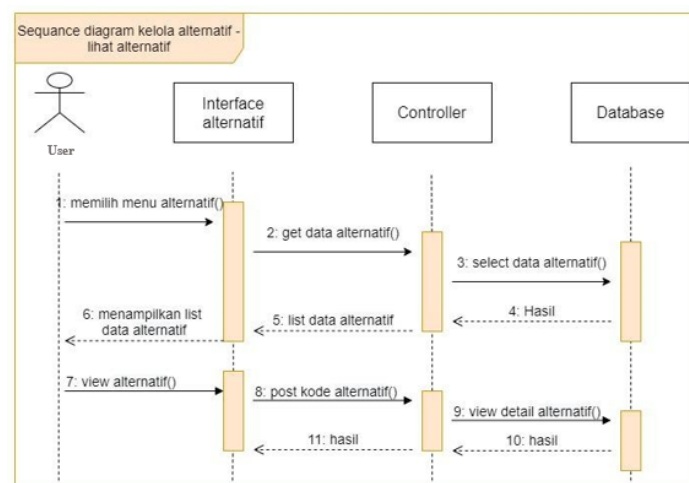 Sequance diagram kelola alternatif -
lihat alternatif
User
Interface
alternatif
Controller
Database
1: memilih menu alternatif()
2: get data alternatif()
3: select data alternatif()
4: Hasil
5: list data alternatif
6: menampilkan list
data alternatif
7: view alternatif()
8: post kode alternatif()
9: view detail alternatif()
10: hasil
11: hasil